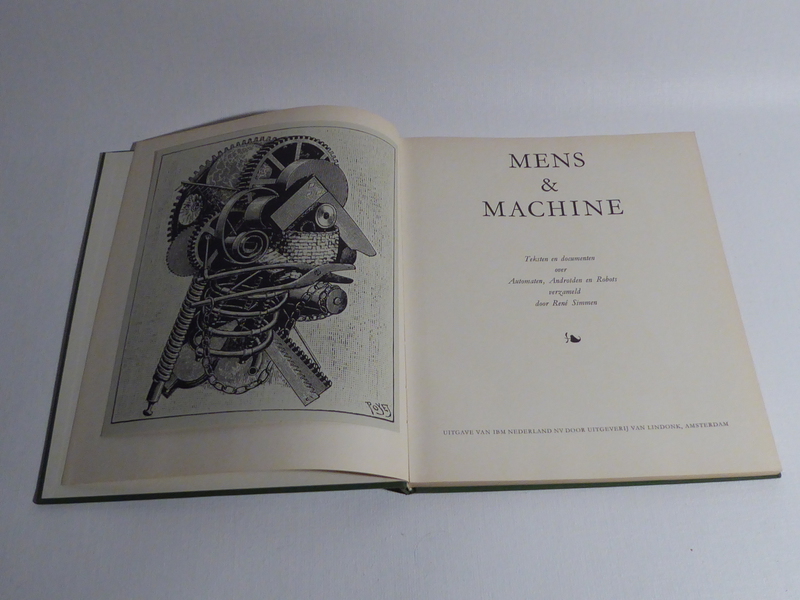 MENS
&
MACHINE
Teksten en documenten
over
Automaten, Androïden en Robots
verzameld
door René Simmen
UITGAVE VAN IBM NEDERLAND NV DOOR UITGEVERIJ VAN LINDONK, AMSTERDAM
POYET